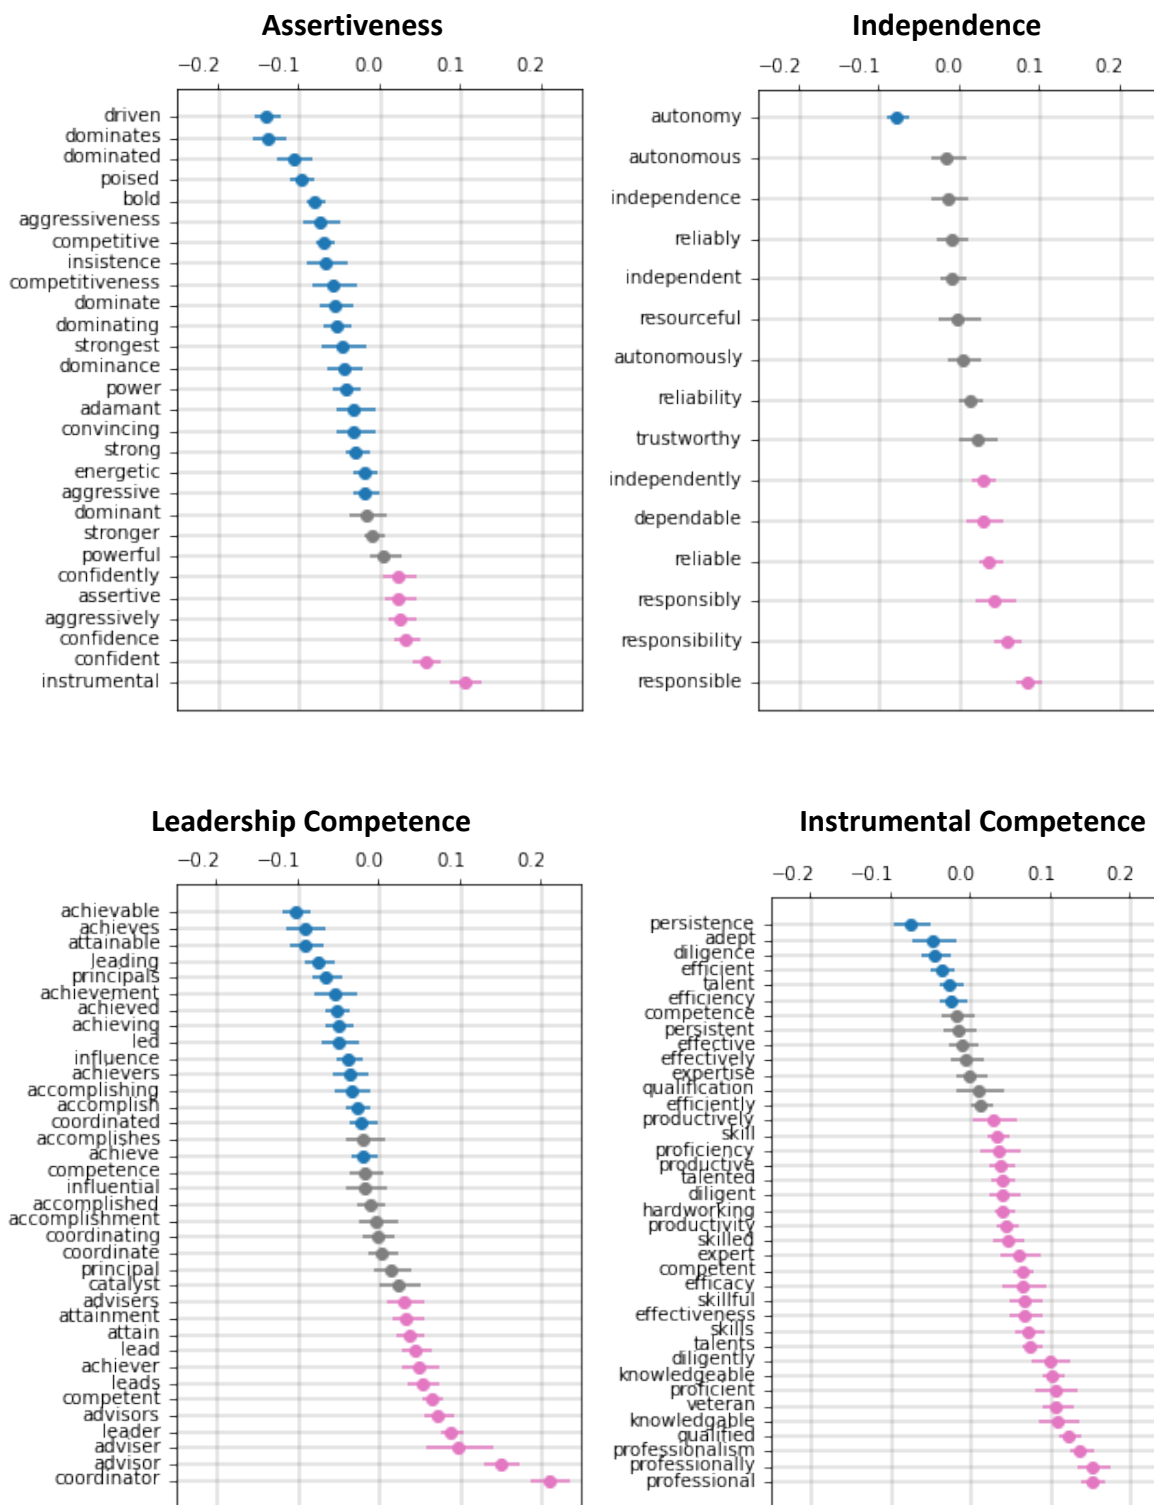 Assertiveness
−0.2 −0.1 0.0 0.1 0.2
driven
dominates
dominated
poised
bold
aggressiveness
competitive
insistence
competitiveness
dominate
dominating
strongest
dominance
power
adamant
convincing
strong
energetic
aggressive
dominant
stronger
powerful
confidently
assertive
aggressively
confidence
confident
instrumental
Independence
−0.2 −0.1 0.0 0.1 0.2
autonomy
autonomous
independence
reliably
independent
resourceful
autonomously
reliability
trustworthy
independently
dependable
reliable
responsibly
responsibility
responsible
Leadership Competence
−0.2 −0.1 0.0 0.1 0.2
achievable
achieves
attainable
leading
principals
achievement
achieved
achieving
led
influence
achievers
accomplishing
accomplish
coordinated
accomplishes
achieve
competence
influential
accomplished
accomplishment
coordinating
coordinate
principal
catalyst
advisers
attainment
attain
lead
achiever
leads
competent
advisors
leader
adviser
advisor
coordinator
Instrumental Competence
−0.2 −0.1 0.0 0.1 0.2
persistence
adept
diligence
efficient
talent
efficiency
competence
persistent
effective
effectively
expertise
qualification
efficiently
productively
skill
proficiency
productive
talented
diligent
hardworking
productivity
skilled
expert
competent
efficacy
skillful
effectiveness
skills
talents
diligently
knowledgeable
proficient
veteran
knowledgable
qualified
professionalism
professionally
professional